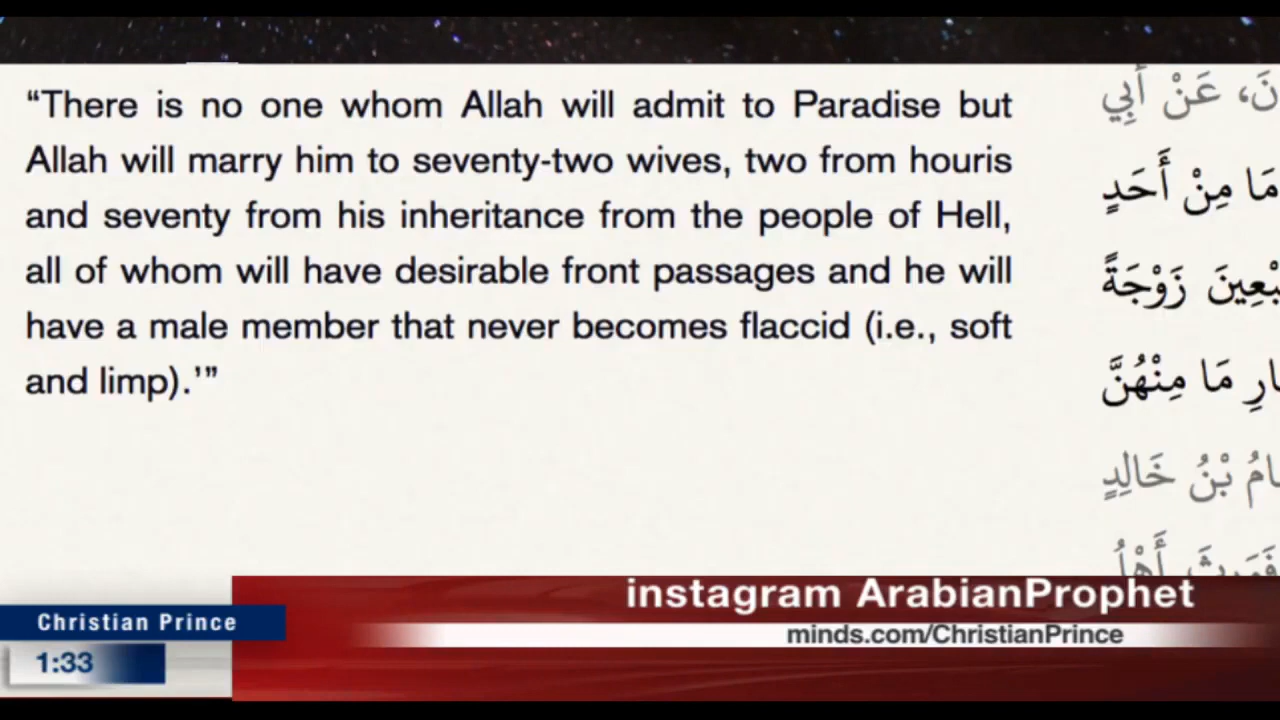 “There is no one whom Allah will admit to Paradise but
Allah will marry him to seventy-two wives, two from houris
and seventy from his inheritance from the people of Hell,
all of whom will have desirable front passages and he will
have a male member that never becomes flaccid (i.e., soft
and limp).’”
عَنْ أَبِي
مَا مِنْ أَحَدٍ
زَوْجَةً
مَا مِنْهُنَّ
بْنُ خَالِدٍ
instagram ArabianProphet
minds.com/ChristianPrince
Christian Prince
1:33